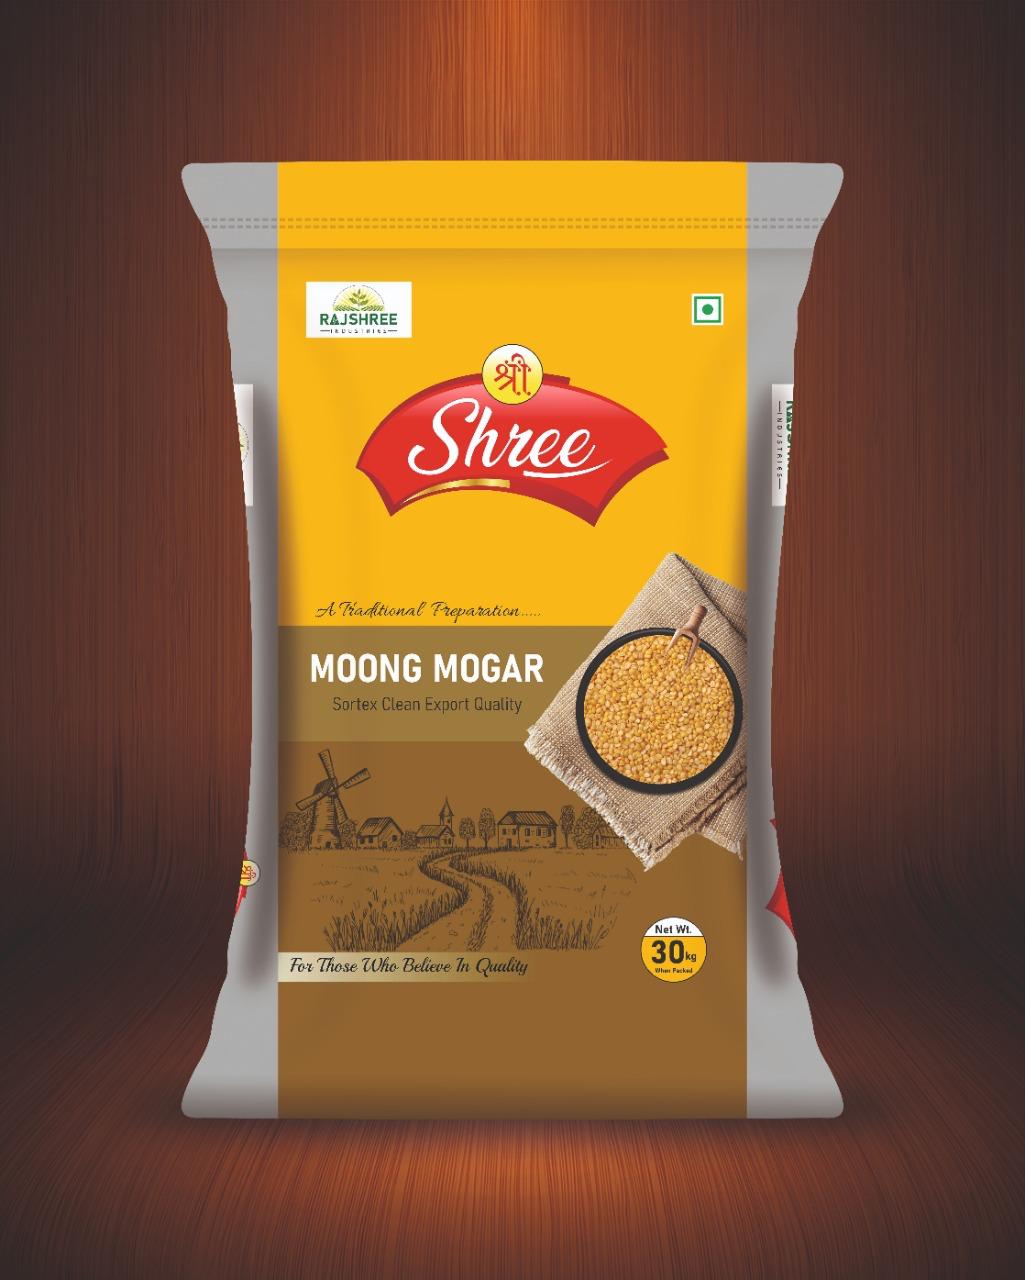 RAJSHREE
INDUSTRIES
श्री
Shree
INDUSTRIES
A Traditional Preparation.....
MOONG MOGAR
Sortex Clean Export Quality
For Those Who Believe In Quality
Net Wt.
30kg
When Packed